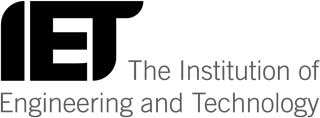 IET The Institution of
Engineering and Technology